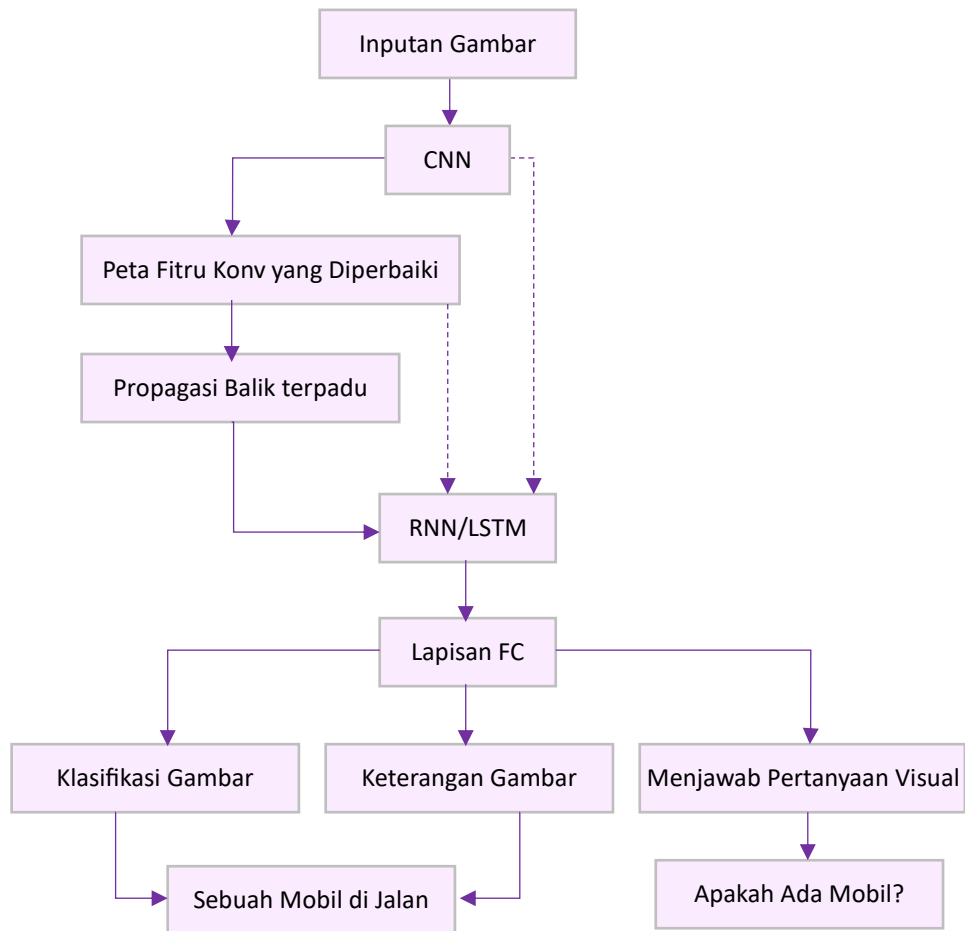 Inputan Gambar
CNN
Peta Fitru Konv yang Diperbaiki
Propagasi Balik terpadu
RNN/LSTM
Lapisan FC
Klasifikasi Gambar
Keterangan Gambar
Menjawab Pertanyaan Visual
Sebuah Mobil di Jalan
Apakah Ada Mobil?